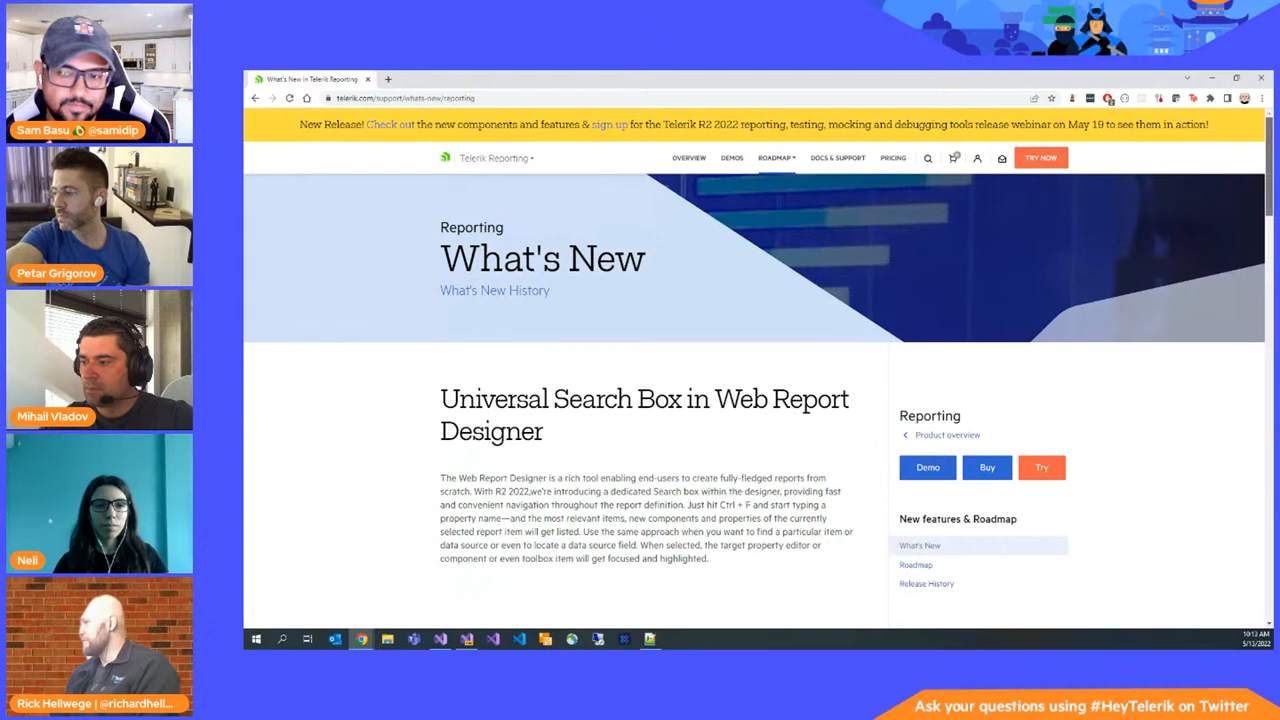 Sam Basu 🥑 @samidip
Petar Grigorov
Mihail Vladov
Neli
Rick Hellwege | @richardhell...
What's New in Telerik Reporting
telerik.com/support/whats-new/reporting
New Release! Check out the new components and features & sign up for the Telerik R2 2022 reporting, testing, mocking and debugging tools release webinar on May 19 to see them in action!
Telerik Reporting
OVERVIEW DEMOS ROADMAP DOCS & SUPPORT PRICING TRY NOW
Reporting
What's New
What's New History
Universal Search Box in Web Report
Designer
The Web Report Designer is a rich tool enabling end-users to create fully-fledged reports from
scratch. With R2 2022,we're introducing a dedicated Search box within the designer, providing fast
and convenient navigation throughout the report definition. Just hit Ctrl + F and start typing a
property name—and the most relevant items, new components and properties of the currently
selected report item will get listed. Use the same approach when you want to find a particular item or
data source or even to locate a data source field. When selected, the target property editor or
component or even toolbox item will get focused and highlighted.
Reporting
Product overview
Demo Buy Try
New features & Roadmap
What's New
Roadmap
Release History
10:13 AM
5/13/2022
Ask your questions using #HeyTelerik on Twitter